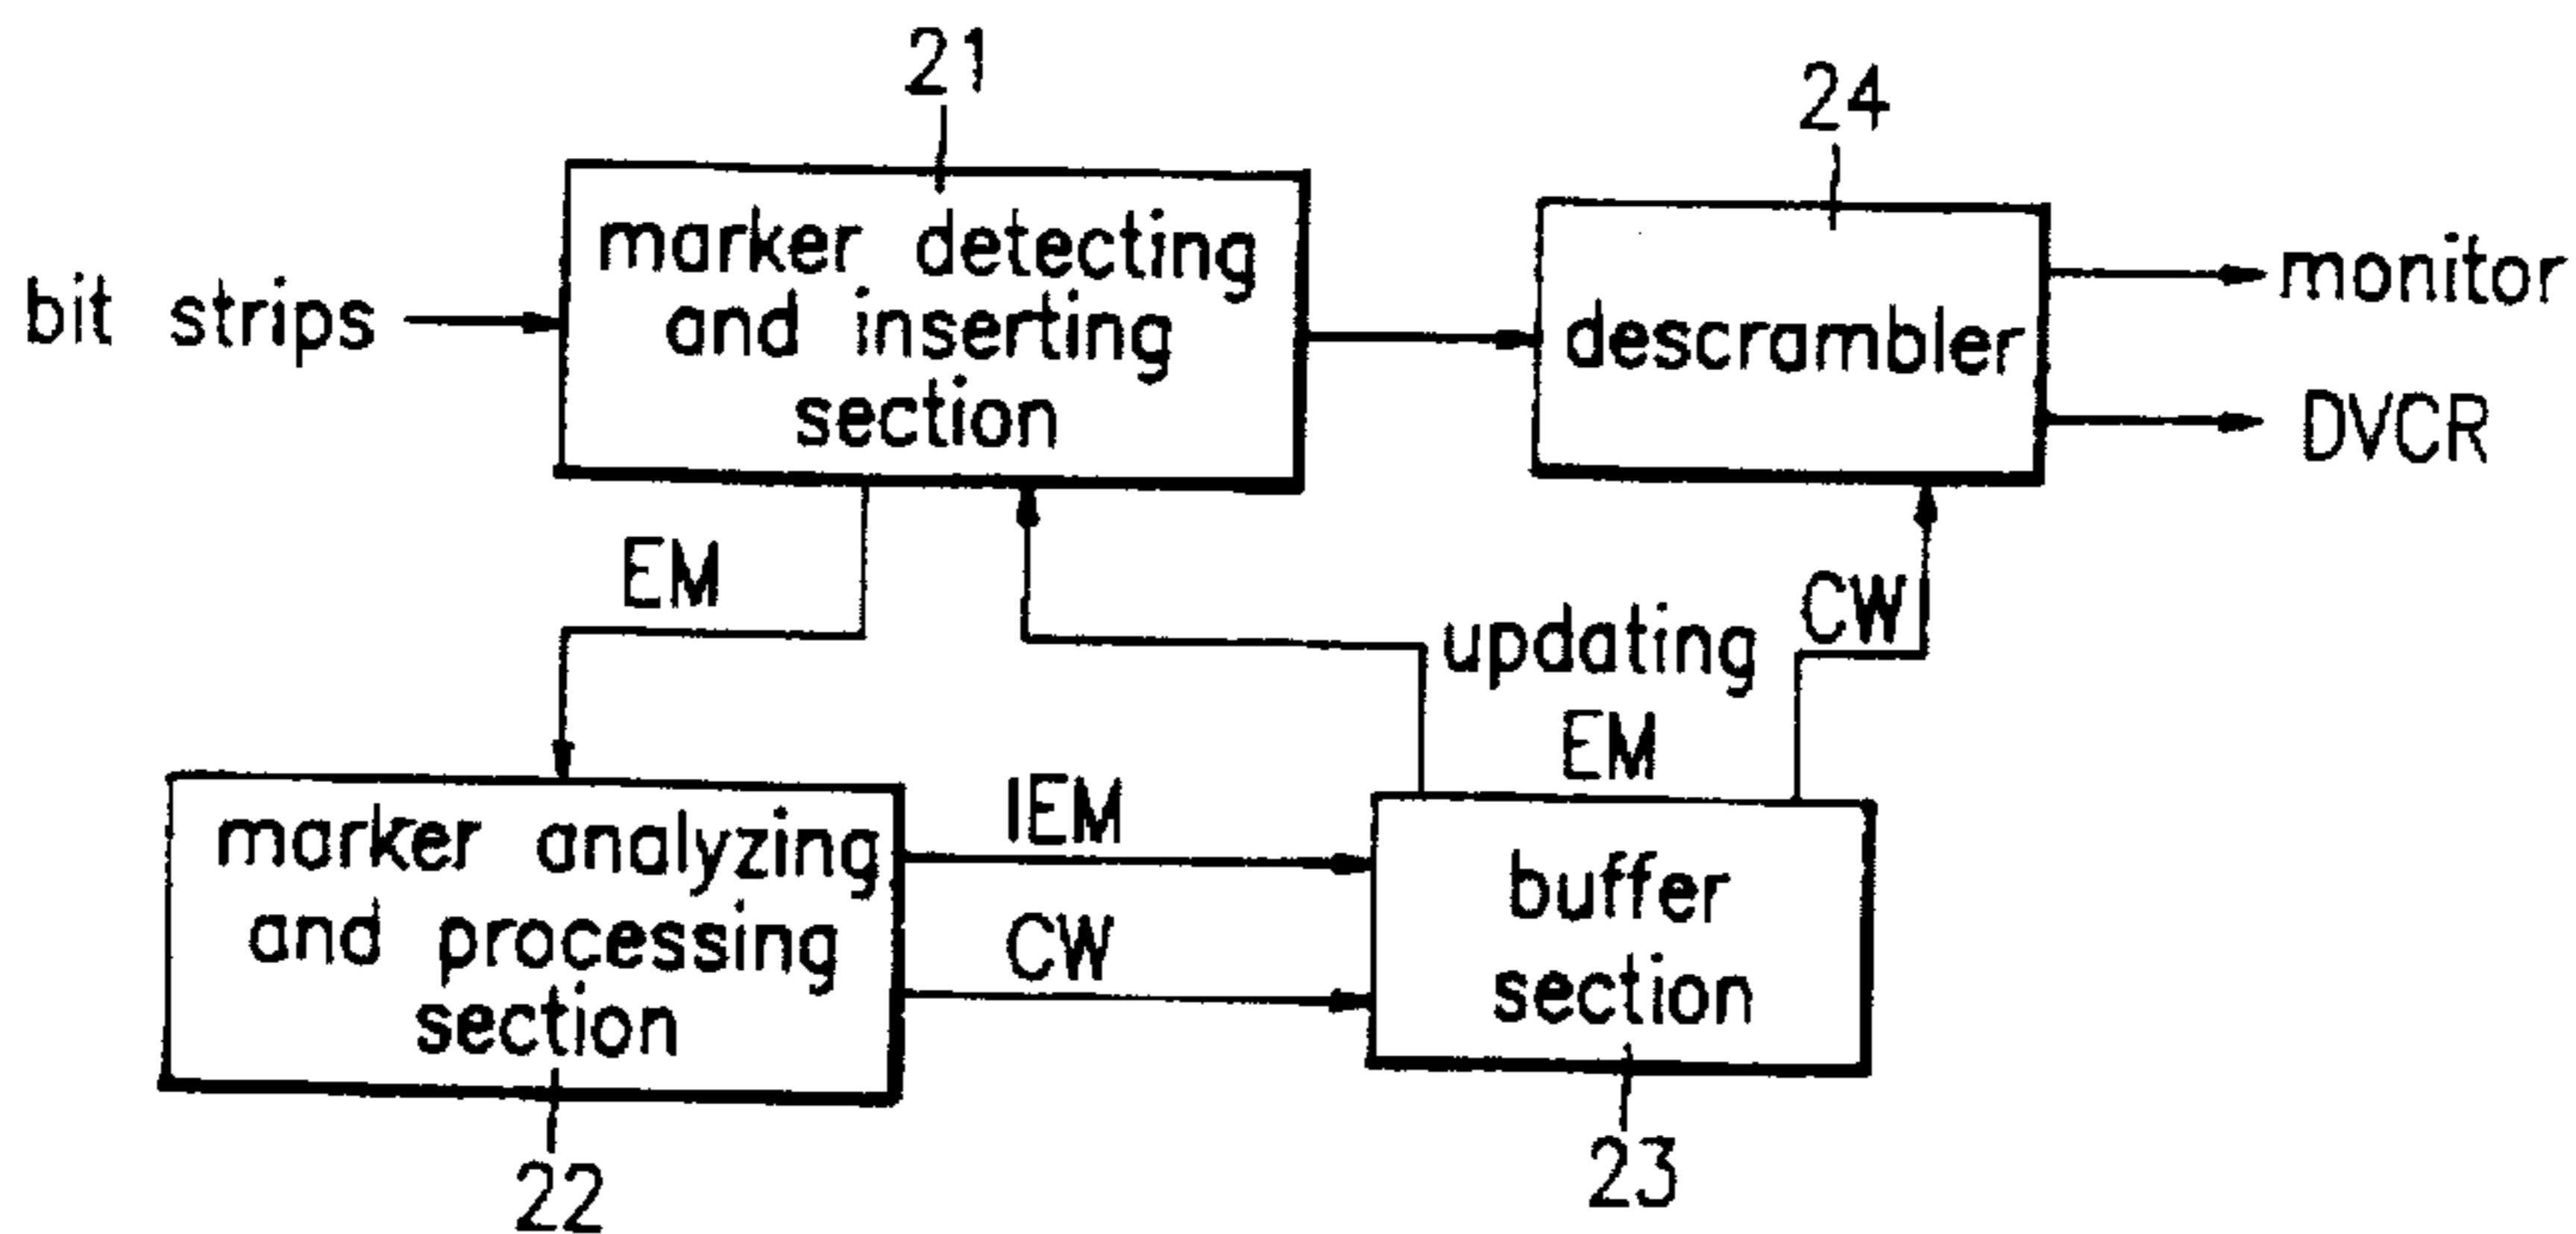 21
24
marker detecting
and inserting
section
bit strips
descrambler
monitor
DVCR
EM
updating
EM
CW
marker analyzing
and processing
section
IEM
CW
buffer
section
22
23